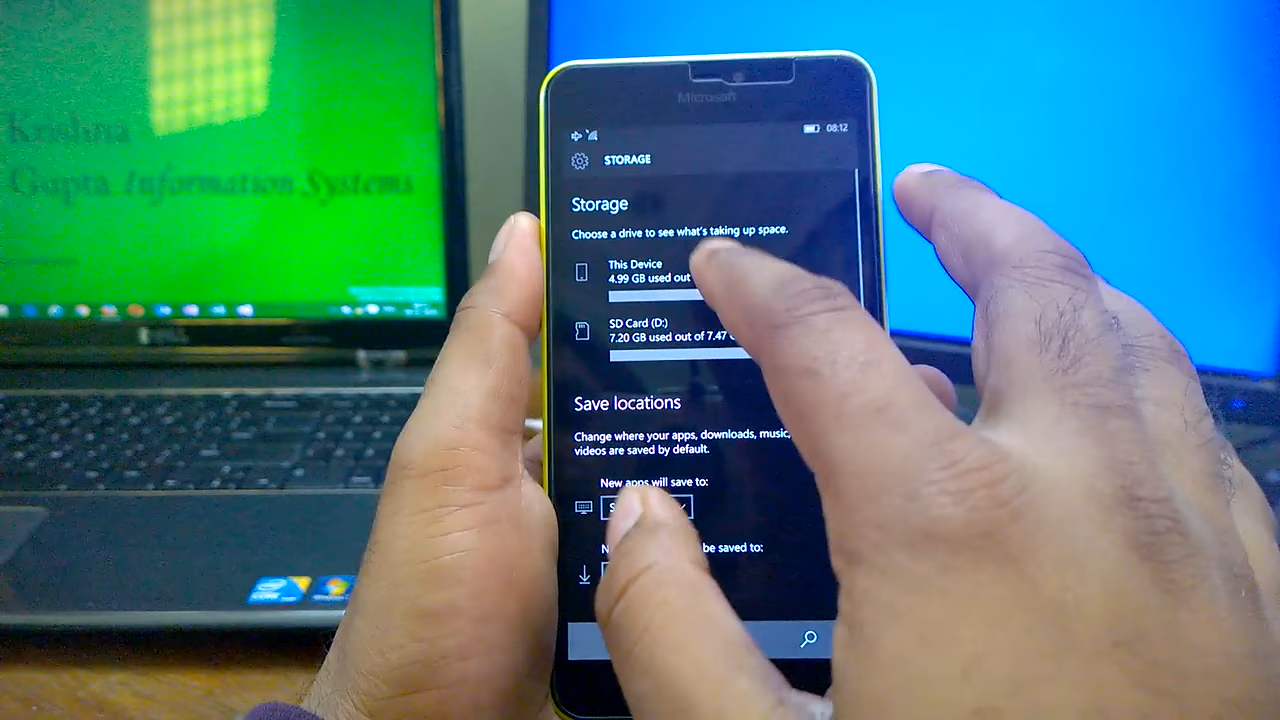 Krishna
Gupta Information Systems
Microsoft
08:12
STORAGE
Storage
Choose a drive to see what's taking up space.
This Device
4.99 GB used out
SD Card (D:)
7.20 GB used out of 7.47
Save locations
Change where your apps, downloads, music,
videos are saved by default.
New apps will save to:
be saved to:
intel